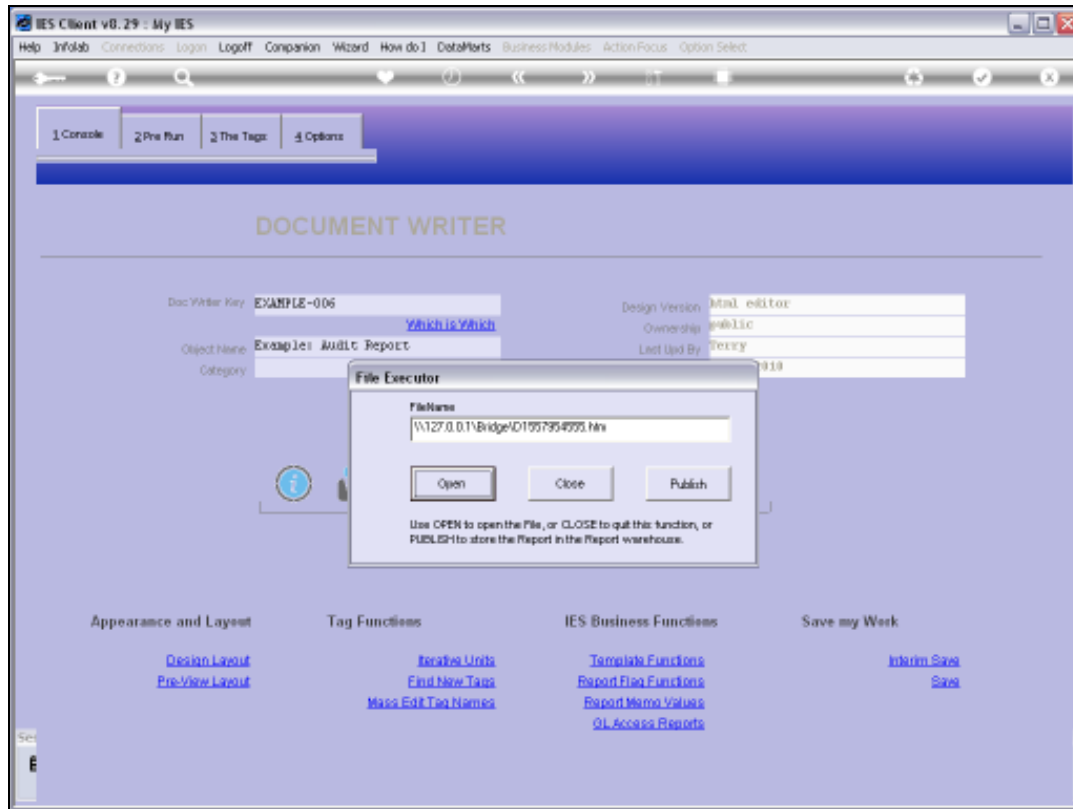 IES Client v8.29 : My IES
Help Infolab Connections Logon Logoff Companion Wizard How do I DataMarts Business Modules Action Focus Option Select
1 Console 2 Pre Run 3 The Tags 4 Options
DOCUMENT WRITER
Doc Writer Key EXAMPLE-006 Design Version html editor
Which is Which Ownership public
Object Name Example: Audit Report Last Upd By Terry
Category
File Executor
FileName
\\127.0.0.1\Bridge\D1557954555.htm
Open Close Publish
Use OPEN to open the File, or CLOSE to quit this function, or
PUBLISH to store the Report in the Report warehouse.
Appearance and Layout Tag Functions IES Business Functions Save my Work
Design Layout Iterative Units Template Functions Interim Save
Pre-View Layout Find New Tags Report Flag Functions Save
Mass Edit Tag Names Report Memo Values
GL Access Reports